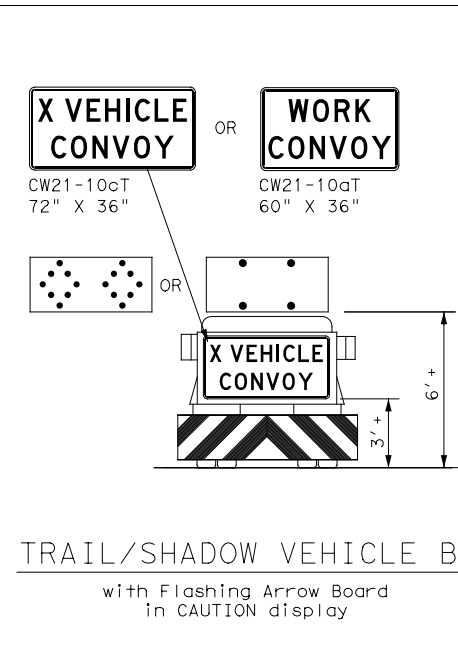 X VEHICLE
CONVOY
OR
WORK
CONVOY
CW21-10cT
72" X 36"
CW21-10aT
60" X 36"
OR
X VEHICLE
CONVOY
3'+
6'+
TRAIL/SHADOW VEHICLE B
with Flashing Arrow Board
in CAUTION display